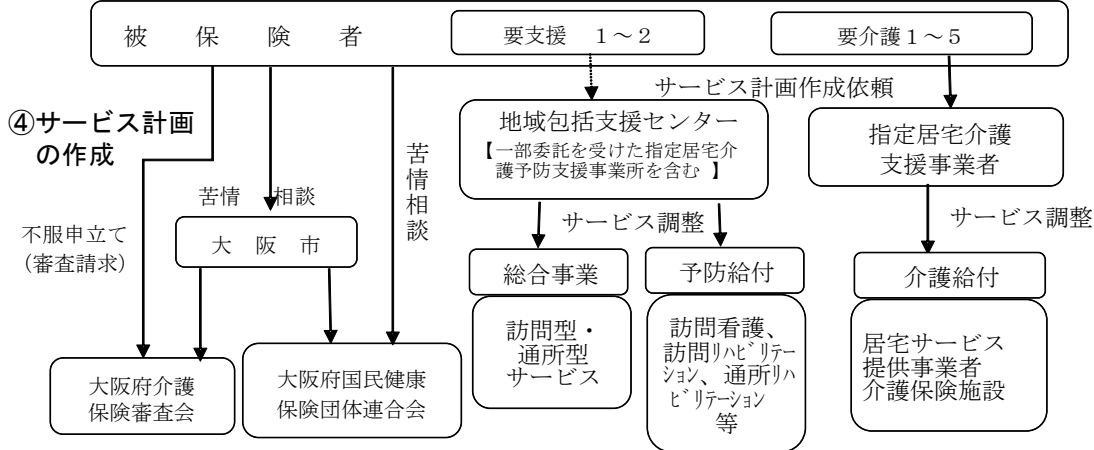 被　保　険　者
要支援　１～２
要介護１～５
④サービス計画
の作成
サービス計画作成依頼
地域包括支援センター
【一部委託を受けた指定居宅介
護予防支援事業所を含む 】
指定居宅介護
支援事業者
苦情相談
苦情　相談
不服申立て
（審査請求）
大　阪　市
サービス調整
サービス調整
総合事業
予防給付
介護給付
訪問型・
通所型
サービス
訪問看護、
訪問ﾘﾊﾋﾞﾘﾃｰ
ｼｮﾝ、通所ﾘﾊ
ﾋﾞﾘﾃｰｼｮﾝ
等
居宅サービス
提供事業者
介護保険施設
大阪府介護
保険審査会
大阪府国民健康
保険団体連合会